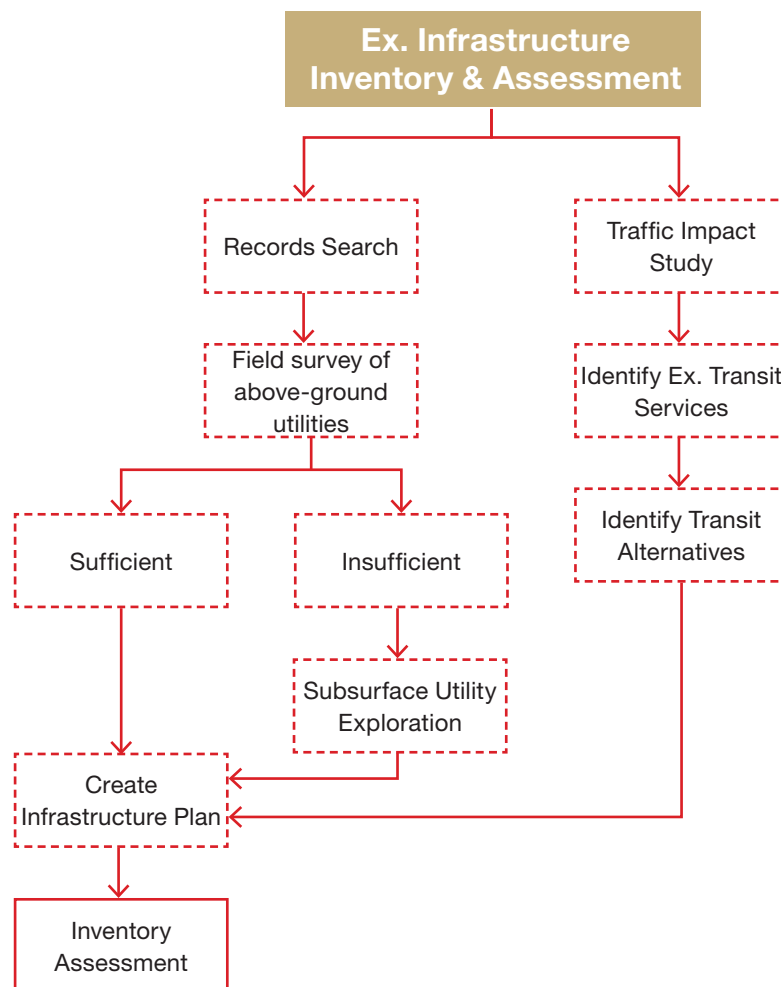 Ex. Infrastructure
Inventory & Assessment
Records Search
Traffic Impact
Study
Field survey of
above-ground
utilities
Identify Ex. Transit
Services
Sufficient
Insufficient
Identify Transit
Alternatives
Subsurface Utility
Exploration
Create
Infrastructure Plan
Inventory
Assessment